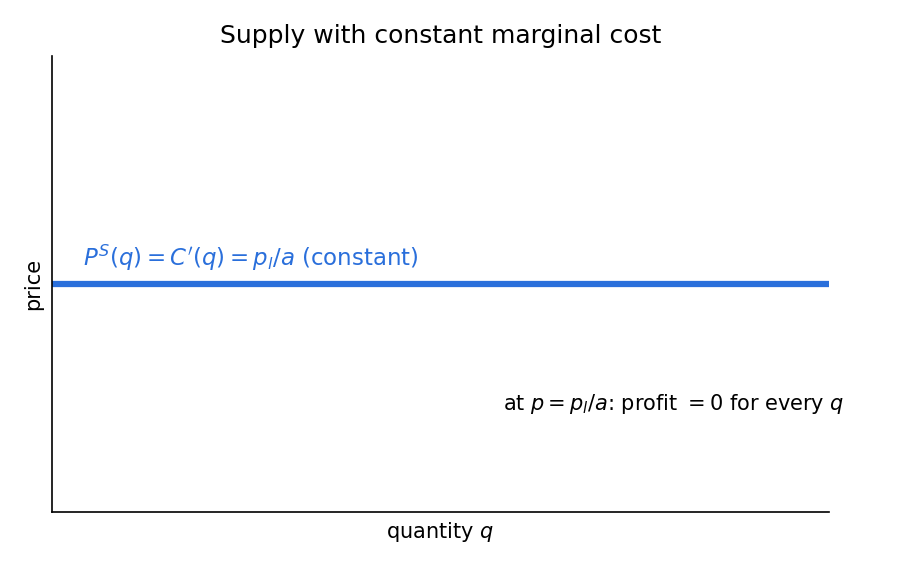 Supply with constant marginal cost
price
$P^S(q) = C'(q) = p_l/a$ (constant)
at $p = p_l/a$: profit $= 0$ for every $q$
quantity $q$